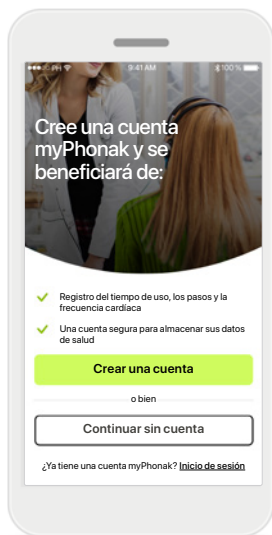 PH 9:41 AM 100 %
Cree una cuenta
myPhonak y se
beneficiará de:
Registro del tiempo de uso, los pasos y la
frecuencia cardíaca
Una cuenta segura para almacenar sus datos
de salud
Crear una cuenta
o bien
Continuar sin cuenta
¿Ya tiene una cuenta myPhonak? Inicio de sesión